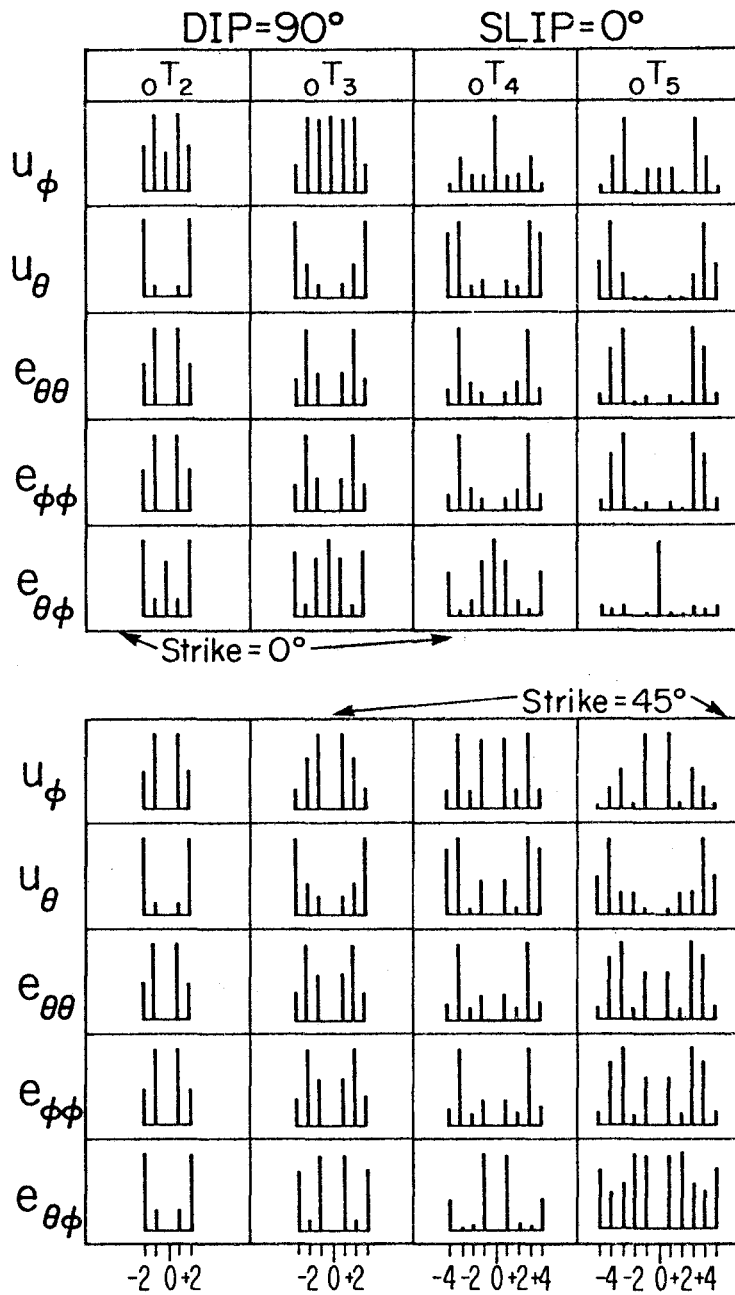 DIP=90° SLIP=0°
₀T₂ ₀T₃ ₀T₄ ₀T₅
uϕ
uθ
eθθ
eϕϕ
eθϕ
Strike=0°
Strike=45°
uϕ
uθ
eθθ
eϕϕ
eθϕ
-2 0+2 -2 0+2 -4-2 0+2+4 -4 -2 0+2+4